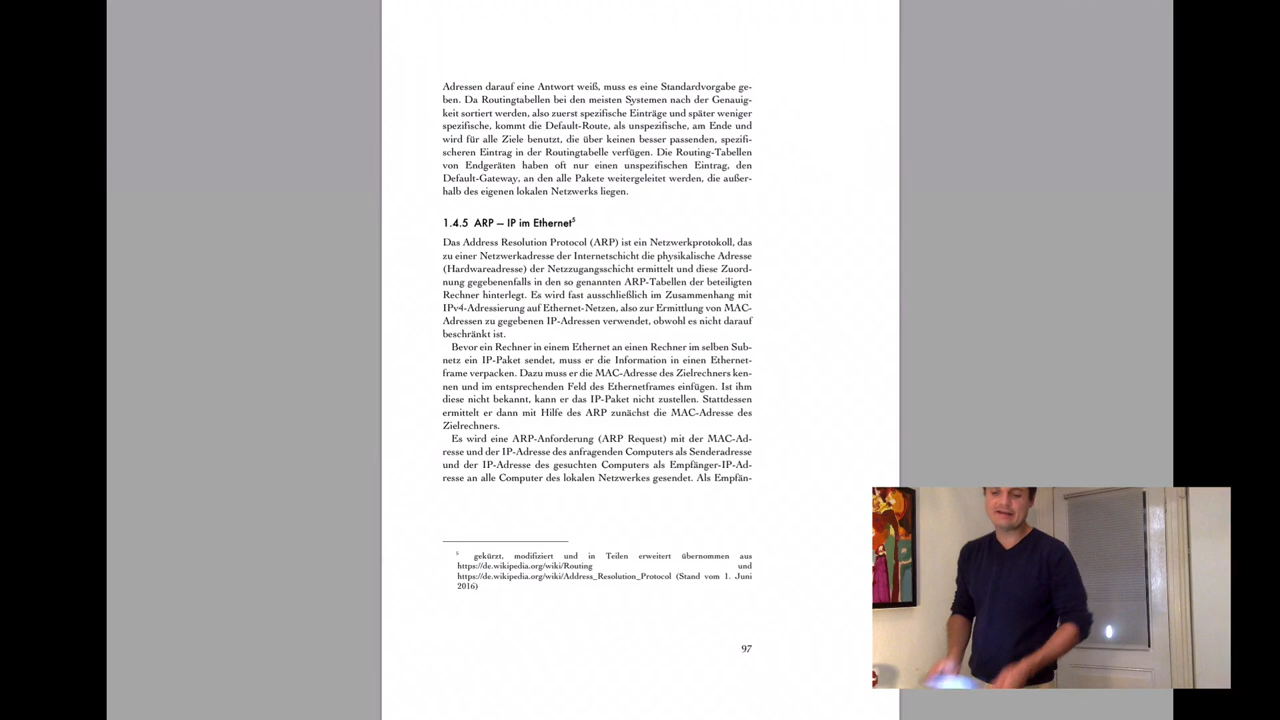 Adressen darauf eine Antwort weiß, muss es eine Standardvorgabe ge-
ben. Da Routingtabellen bei den meisten Systemen nach der Genauig-
keit sortiert werden, also zuerst spezifische Einträge und später weniger
spezifische, kommt die Default-Route, als unspezifische, am Ende und
wird für alle Ziele benutzt, die über keinen besser passenden, spezifi-
scheren Eintrag in der Routingtabelle verfügen. Die Routing-Tabellen
von Endgeräten haben oft nur einen unspezifischen Eintrag, den
Default-Gateway, an den alle Pakete weitergeleitet werden, die außer-
halb des eigenen lokalen Netzwerks liegen.
1.4.5 ARP – IP im Ethernet5
Das Address Resolution Protocol (ARP) ist ein Netzwerkprotokoll, das
zu einer Netzwerkadresse der Internetschicht die physikalische Adresse
(Hardwareadresse) der Netzzugangsschicht ermittelt und diese Zuord-
nung gegebenenfalls in den so genannten ARP-Tabellen der beteiligten
Rechner hinterlegt. Es wird fast ausschließlich im Zusammenhang mit
IPv4-Adressierung auf Ethernet-Netzen, also zur Ermittlung von MAC-
Adressen zu gegebenen IP-Adressen verwendet, obwohl es nicht darauf
beschränkt ist.
Bevor ein Rechner in einem Ethernet an einen Rechner im selben Sub-
netz ein IP-Paket sendet, muss er die Information in einen Ethernet-
frame verpacken. Dazu muss er die MAC-Adresse des Zielrechners ken-
nen und im entsprechenden Feld des Ethernetframes einfügen. Ist ihm
diese nicht bekannt, kann er das IP-Paket nicht zustellen. Stattdessen
ermittelt er dann mit Hilfe des ARP zunächst die MAC-Adresse des
Zielrechners.
Es wird eine ARP-Anforderung (ARP Request) mit der MAC-Ad-
resse und der IP-Adresse des anfragenden Computers als Senderadresse
und der IP-Adresse des gesuchten Computers als Empfänger-IP-Ad-
resse an alle Computer des lokalen Netzwerkes gesendet. Als Empfän-
5 gekürzt, modifiziert und in Teilen erweitert übernommen aus
https://de.wikipedia.org/wiki/Routing und
https://de.wikipedia.org/wiki/Address_Resolution_Protocol (Stand vom 1. Juni
2016)
97